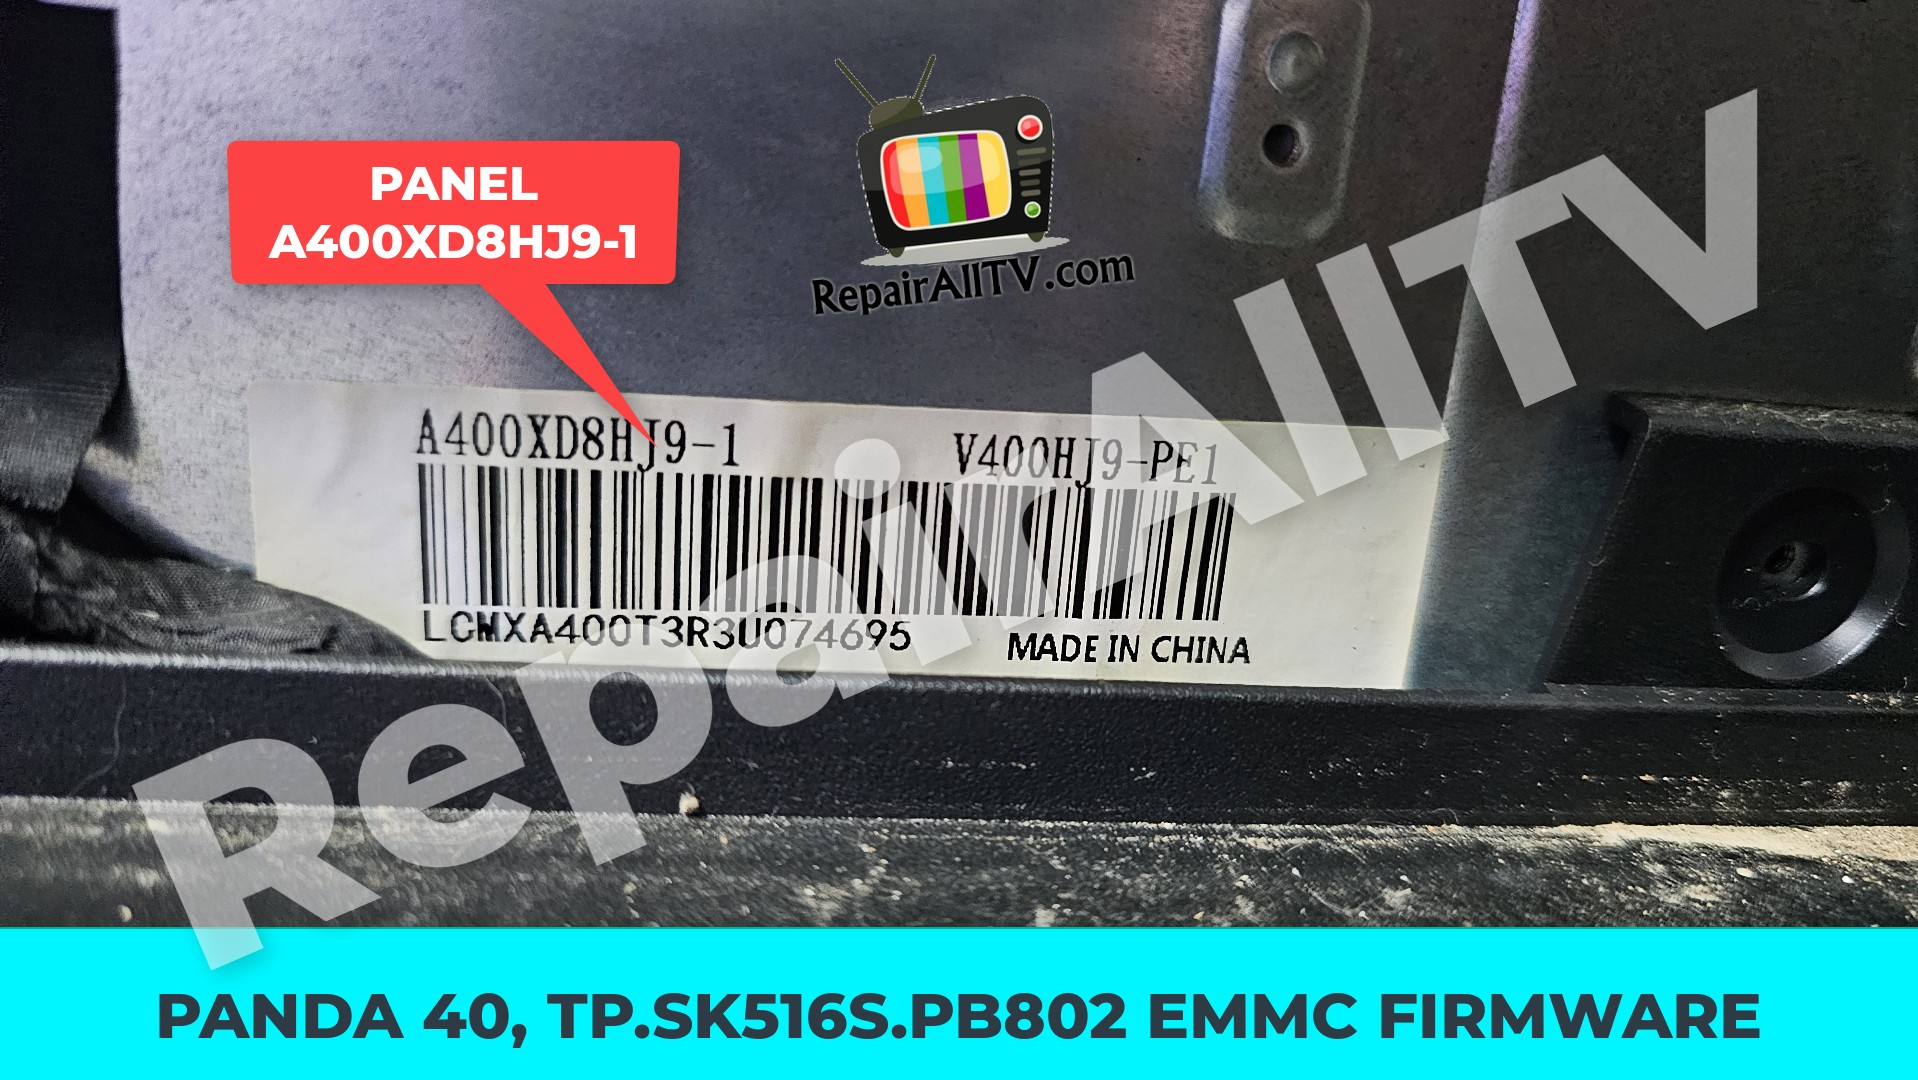 PANEL
A400XD8HJ9-1
RepairAllTV.com
A400XD8HJ9-1 V400HJ9-PE1
LCMXA400T3R3U074695 MADE IN CHINA
RepairAllTV
PANDA 40, TP.SK516S.PB802 EMMC FIRMWARE